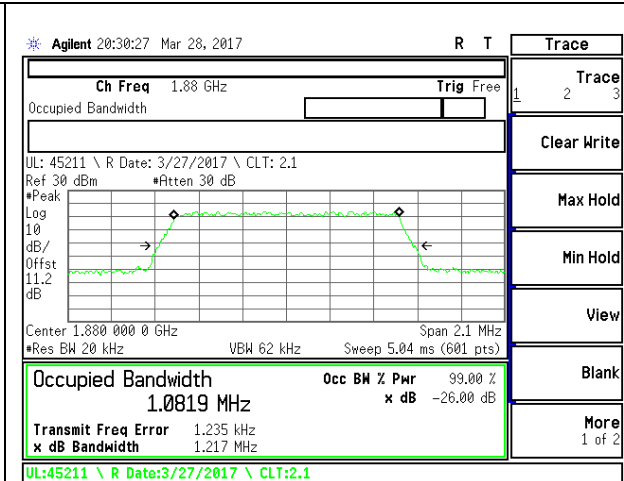 Agilent 20:30:27 Mar 28, 2017 R T
Trace
Ch Freq 1.88 GHz Trig Free
Occupied Bandwidth
UL: 45211 \ R Date: 3/27/2017 \ CLT: 2.1
Ref 30 dBm #Atten 30 dB
#Peak
Log
10
dB/
Offst
11.2
dB
Center 1.880 000 0 GHz Span 2.1 MHz
#Res BW 20 kHz VBW 62 kHz Sweep 5.04 ms (601 pts)
Occupied Bandwidth Occ BW % Pwr 99.00 %
1.0819 MHz x dB -26.00 dB
Transmit Freq Error 1.235 kHz
x dB Bandwidth 1.217 MHz
UL:45211 \ R Date:3/27/2017 \ CLT:2.1
Trace
1 2 3
Clear Write
Max Hold
Min Hold
View
Blank
More
1 of 2